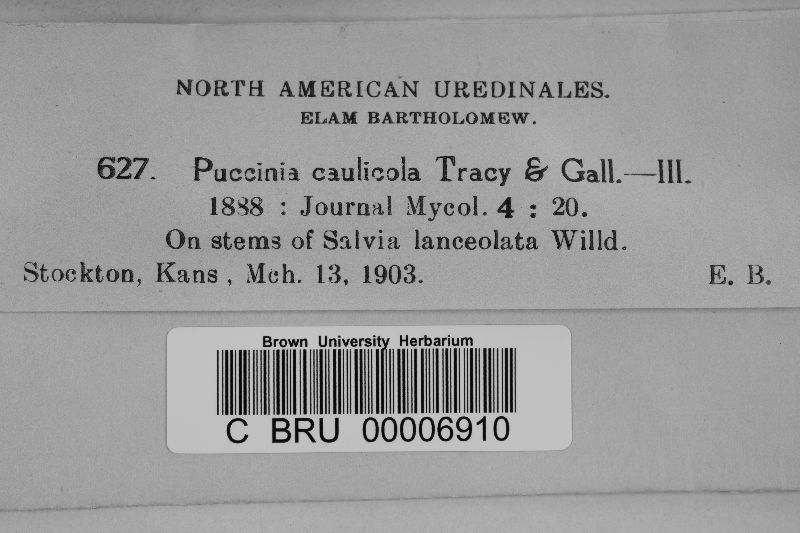 NORTH AMERICAN UREDINALES.
ELAM BARTHOLOMEW.
627. Puccinia caulicola Tracy & Gall.—III.
1888 : Journal Mycol. 4 : 20.
On stems of Salvia lanceolata Willd.
Stockton, Kans , Mch. 13, 1903. E. B.
Brown University Herbarium
C BRU 00006910